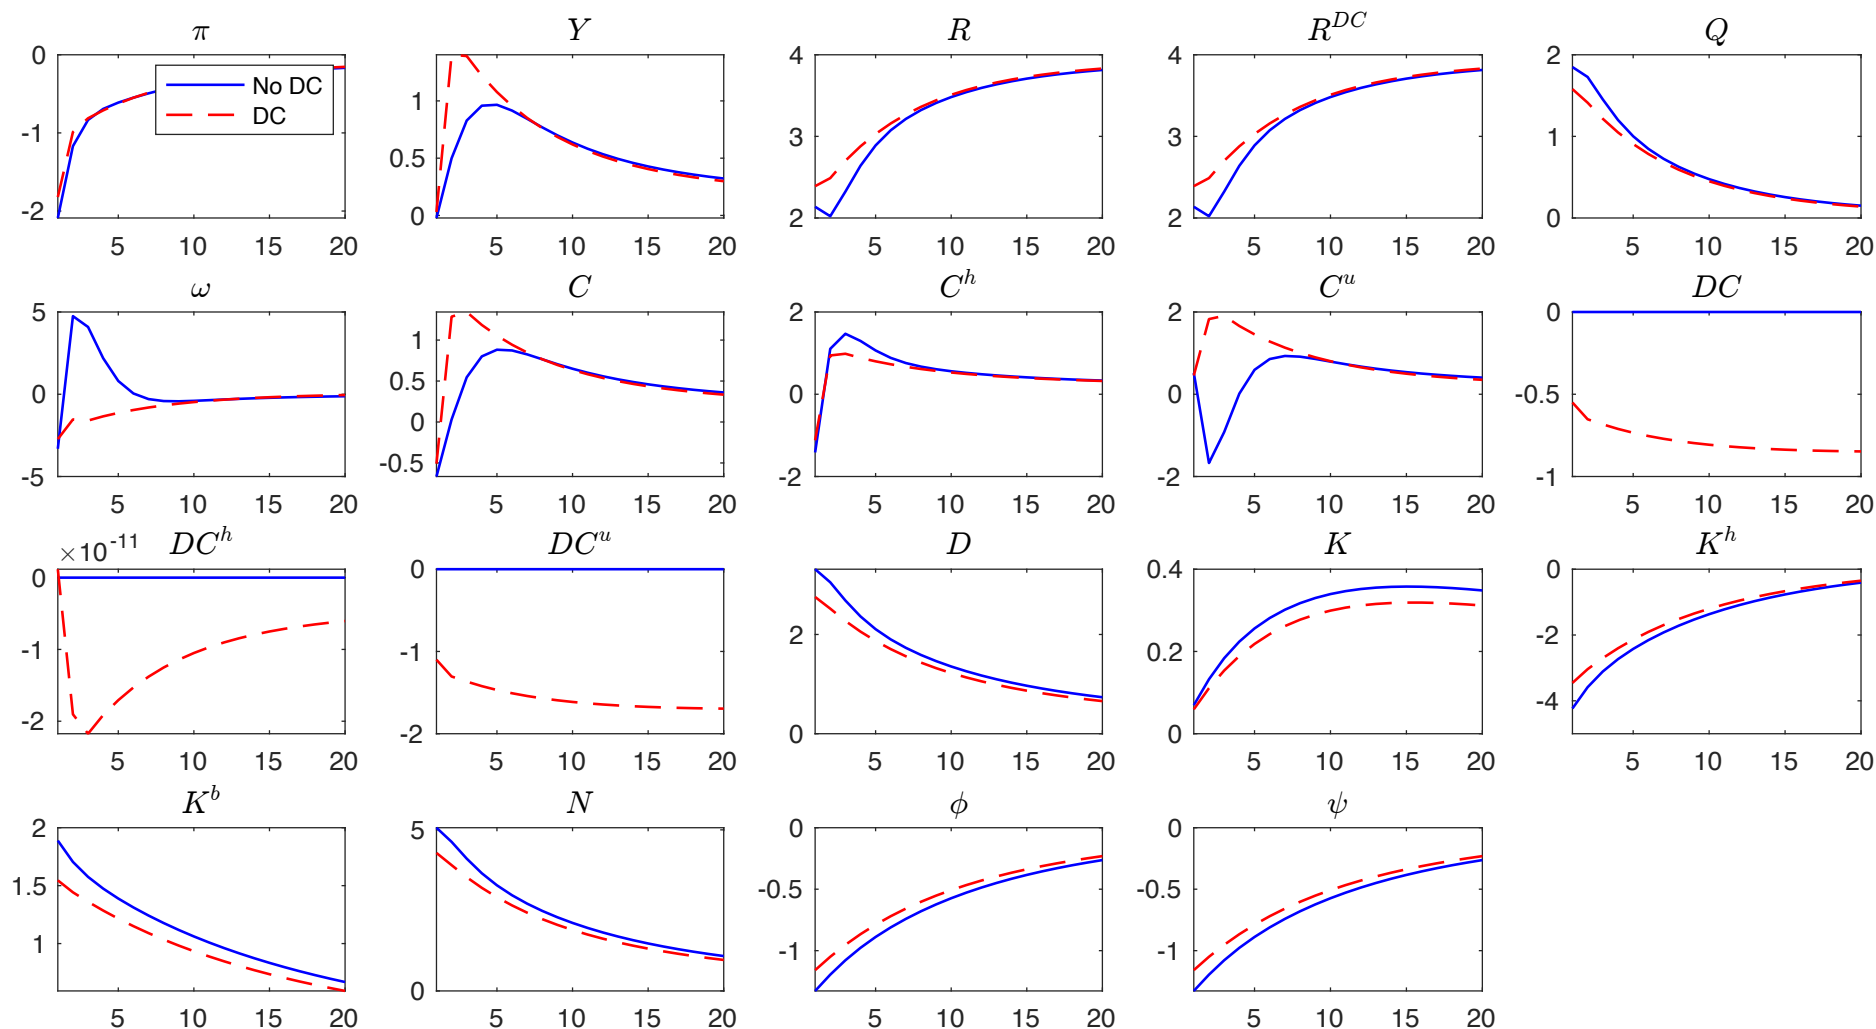 π Y R R^DC Q
0 -1 -2 5 10 15 20
No DC
DC
1 0.5 0 5 10 15 20
4 3 2 5 10 15 20
4 3 2 5 10 15 20
2 1 0 5 10 15 20
ω C C^h C^u DC
5 0 -5 5 10 15 20
1 0.5 0 -0.5 5 10 15 20
2 0 -2 5 10 15 20
2 0 -2 5 10 15 20
0 -0.5 -1 5 10 15 20
DC^h DC^u D K K^h
×10^-11
0 -1 -2 5 10 15 20
0 -1 -2 5 10 15 20
2 0 5 10 15 20
0.4 0.2 0 5 10 15 20
0 -2 -4 5 10 15 20
K^b N ϕ ψ
2 1.5 1 5 10 15 20
5 0 5 10 15 20
0 -0.5 -1 5 10 15 20
0 -0.5 -1 5 10 15 20